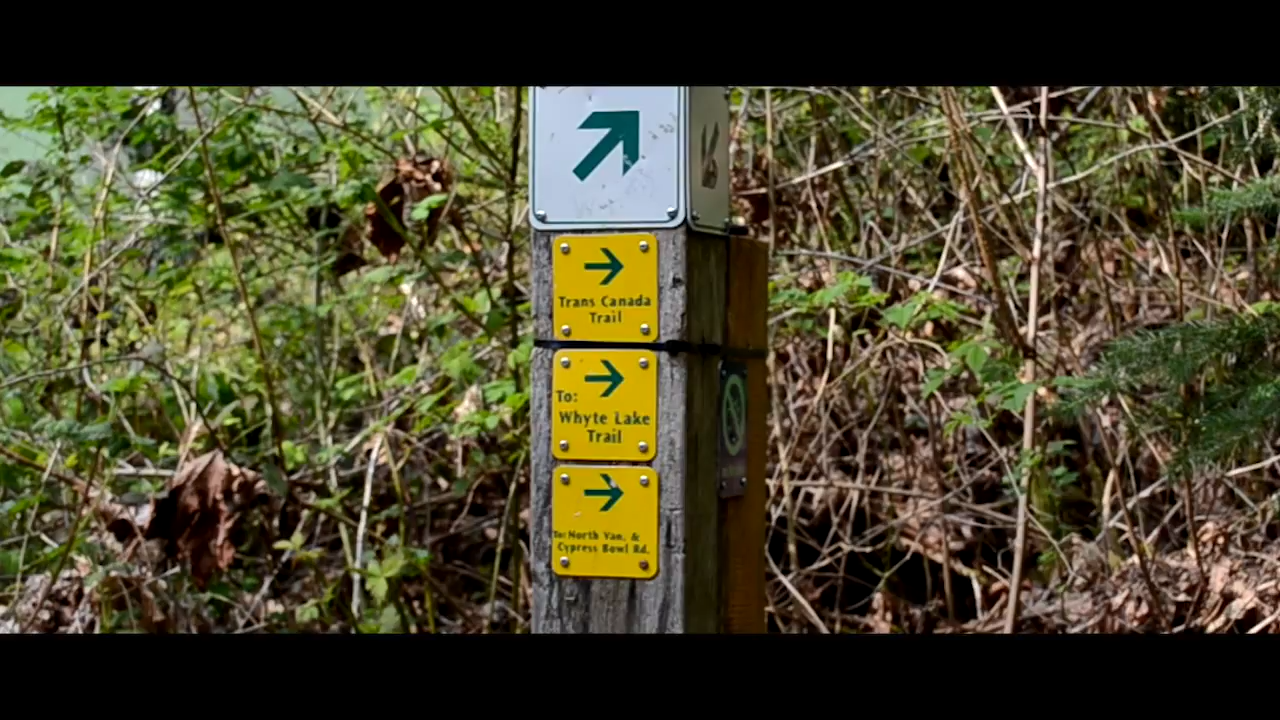 Trans Canada
Trail
To:
Whyte Lake
Trail
To: North Van. &
Cypress Bowl Rd.